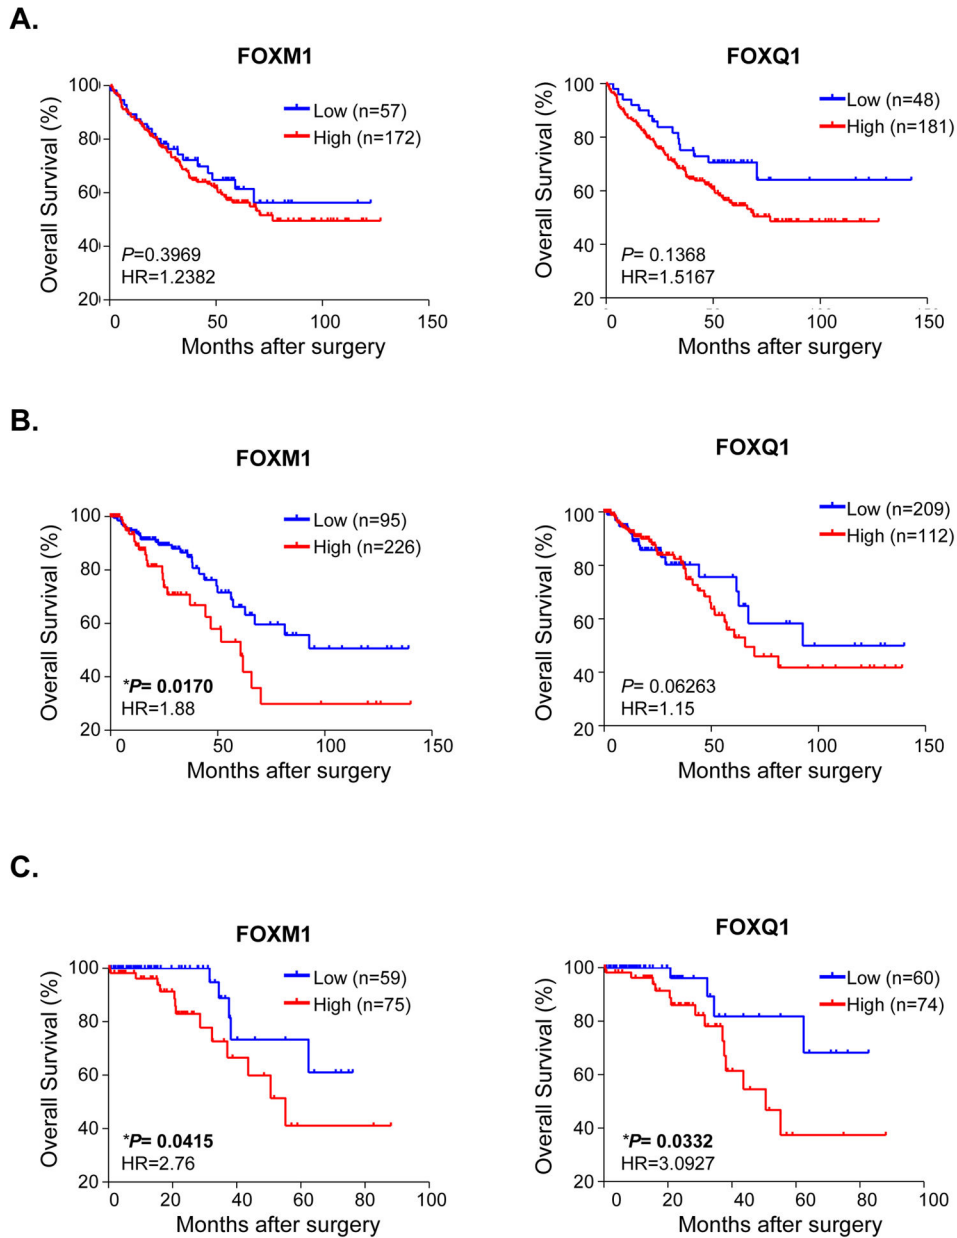 A.
FOXM1
Overall Survival (%)
100
80
60
40
20
Low (n=57)
High (n=172)
P=0.3969
HR=1.2382
0 50 100 150
Months after surgery
FOXQ1
Overall Survival (%)
100
80
60
40
20
Low (n=48)
High (n=181)
P= 0.1368
HR=1.5167
0 50 100 150
Months after surgery
B.
FOXM1
Overall Survival (%)
100
80
60
40
20
Low (n=95)
High (n=226)
*P= 0.0170
HR=1.88
0 50 100 150
Months after surgery
FOXQ1
Overall Survival (%)
100
80
60
40
20
Low (n=209)
High (n=112)
P= 0.06263
HR=1.15
0 50 100 150
Months after surgery
C.
FOXM1
Overall Survival (%)
100
80
60
40
20
Low (n=59)
High (n=75)
*P= 0.0415
HR=2.76
0 20 40 60 80 100
Months after surgery
FOXQ1
Overall Survival (%)
100
80
60
40
20
Low (n=60)
High (n=74)
*P= 0.0332
HR=3.0927
0 20 40 60 80 100
Months after surgery